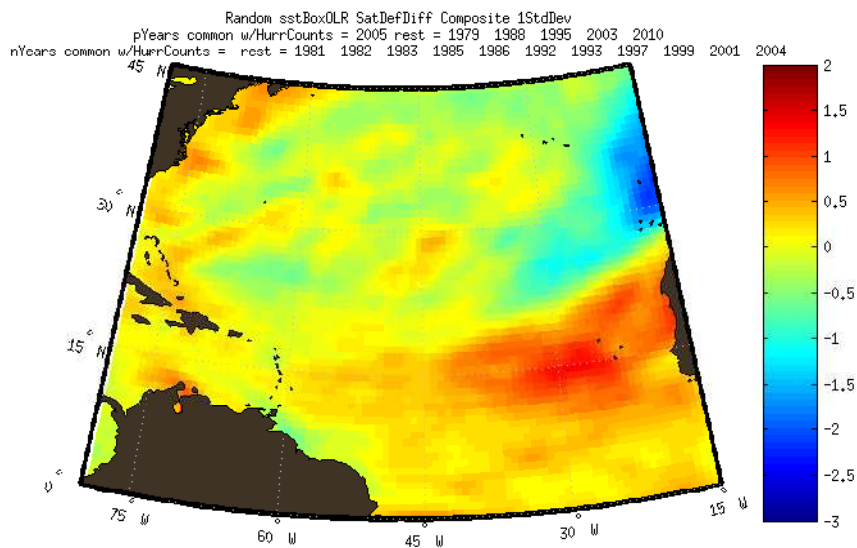 Random sstBoxOLR SatDefDiff Composite 1StdDev
pYears common w/HurrCounts = 2005 rest = 1979 1988 1995 2003 2010
nYears common w/HurrCounts = rest = 1981 1982 1983 1985 1986 1992 1993 1997 1999 2001 2004
45° N
30° N
15° N
0°
75° W
60° W
45° W
30° W
15° W
2
1.5
1
0.5
0
-0.5
-1
-1.5
-2
-2.5
-3